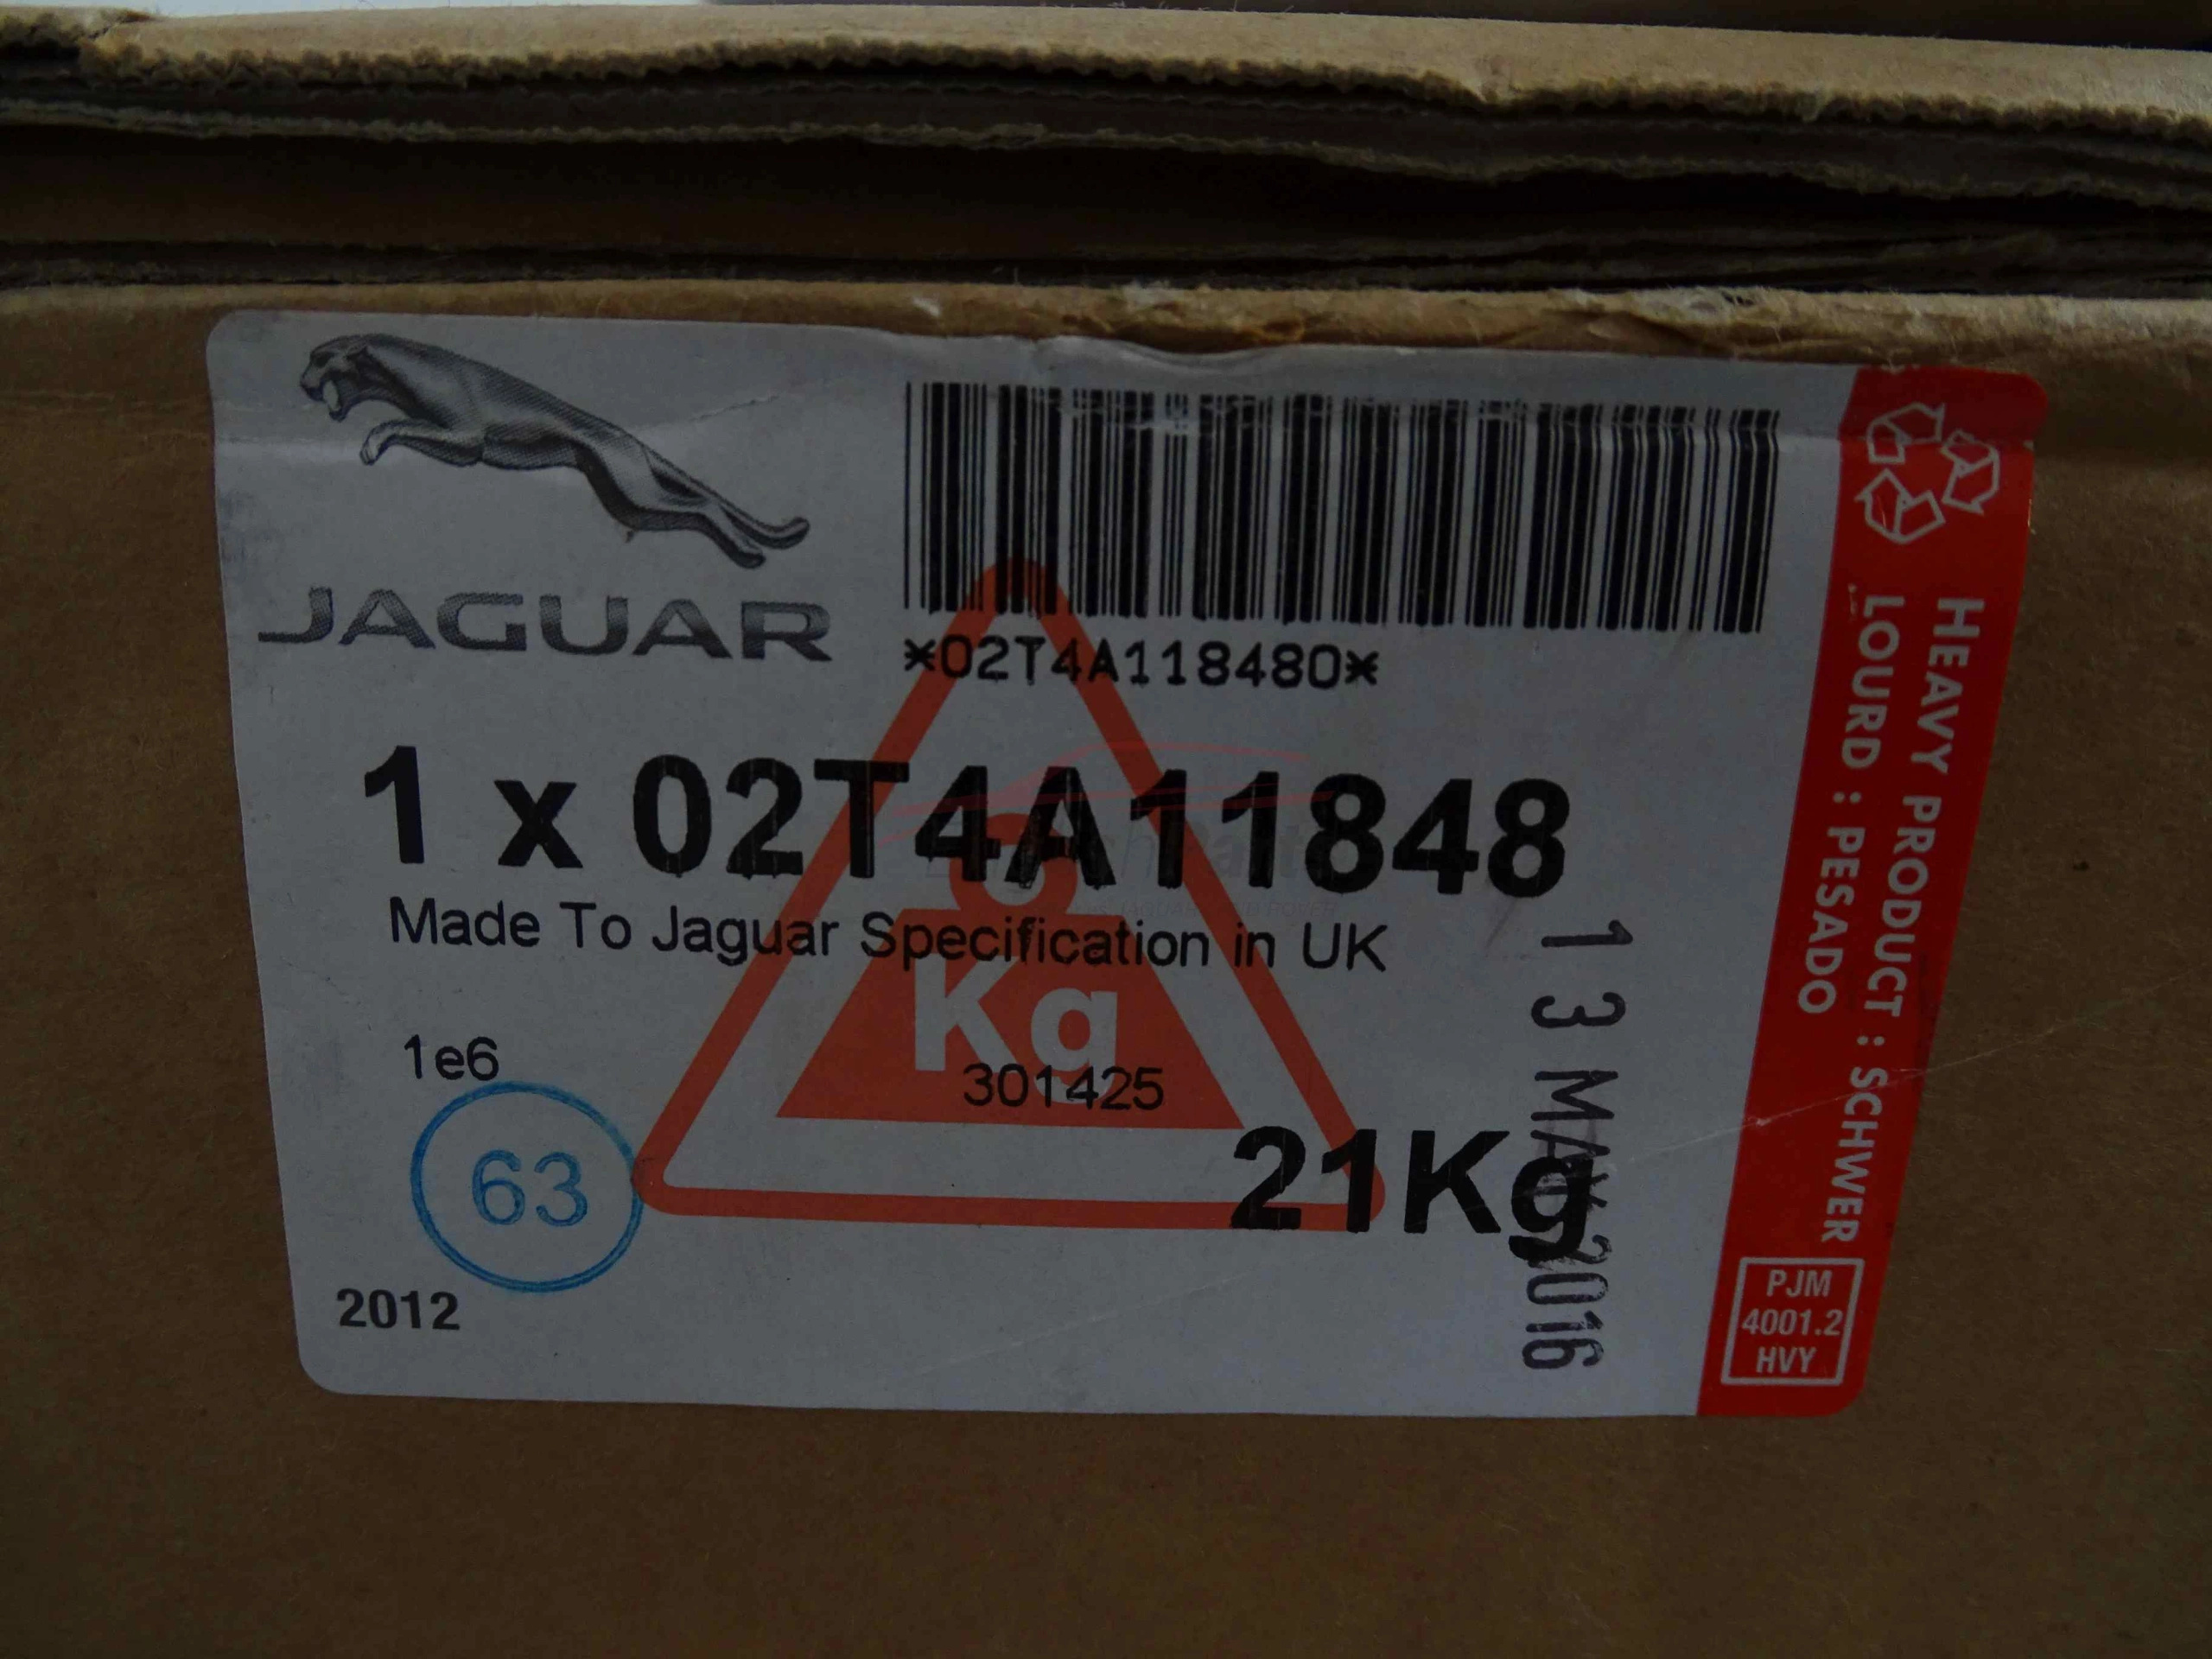 JAGUAR
*02T4A118480*
1 x 02T4A11848
Made To Jaguar Specification in UK
1e6
301425
63
21Kg
Kg
2012
13 MAY 2016
HEAVY PRODUCT : SCHWER
LOURD : PESADO
PJM
4001.2
HVY